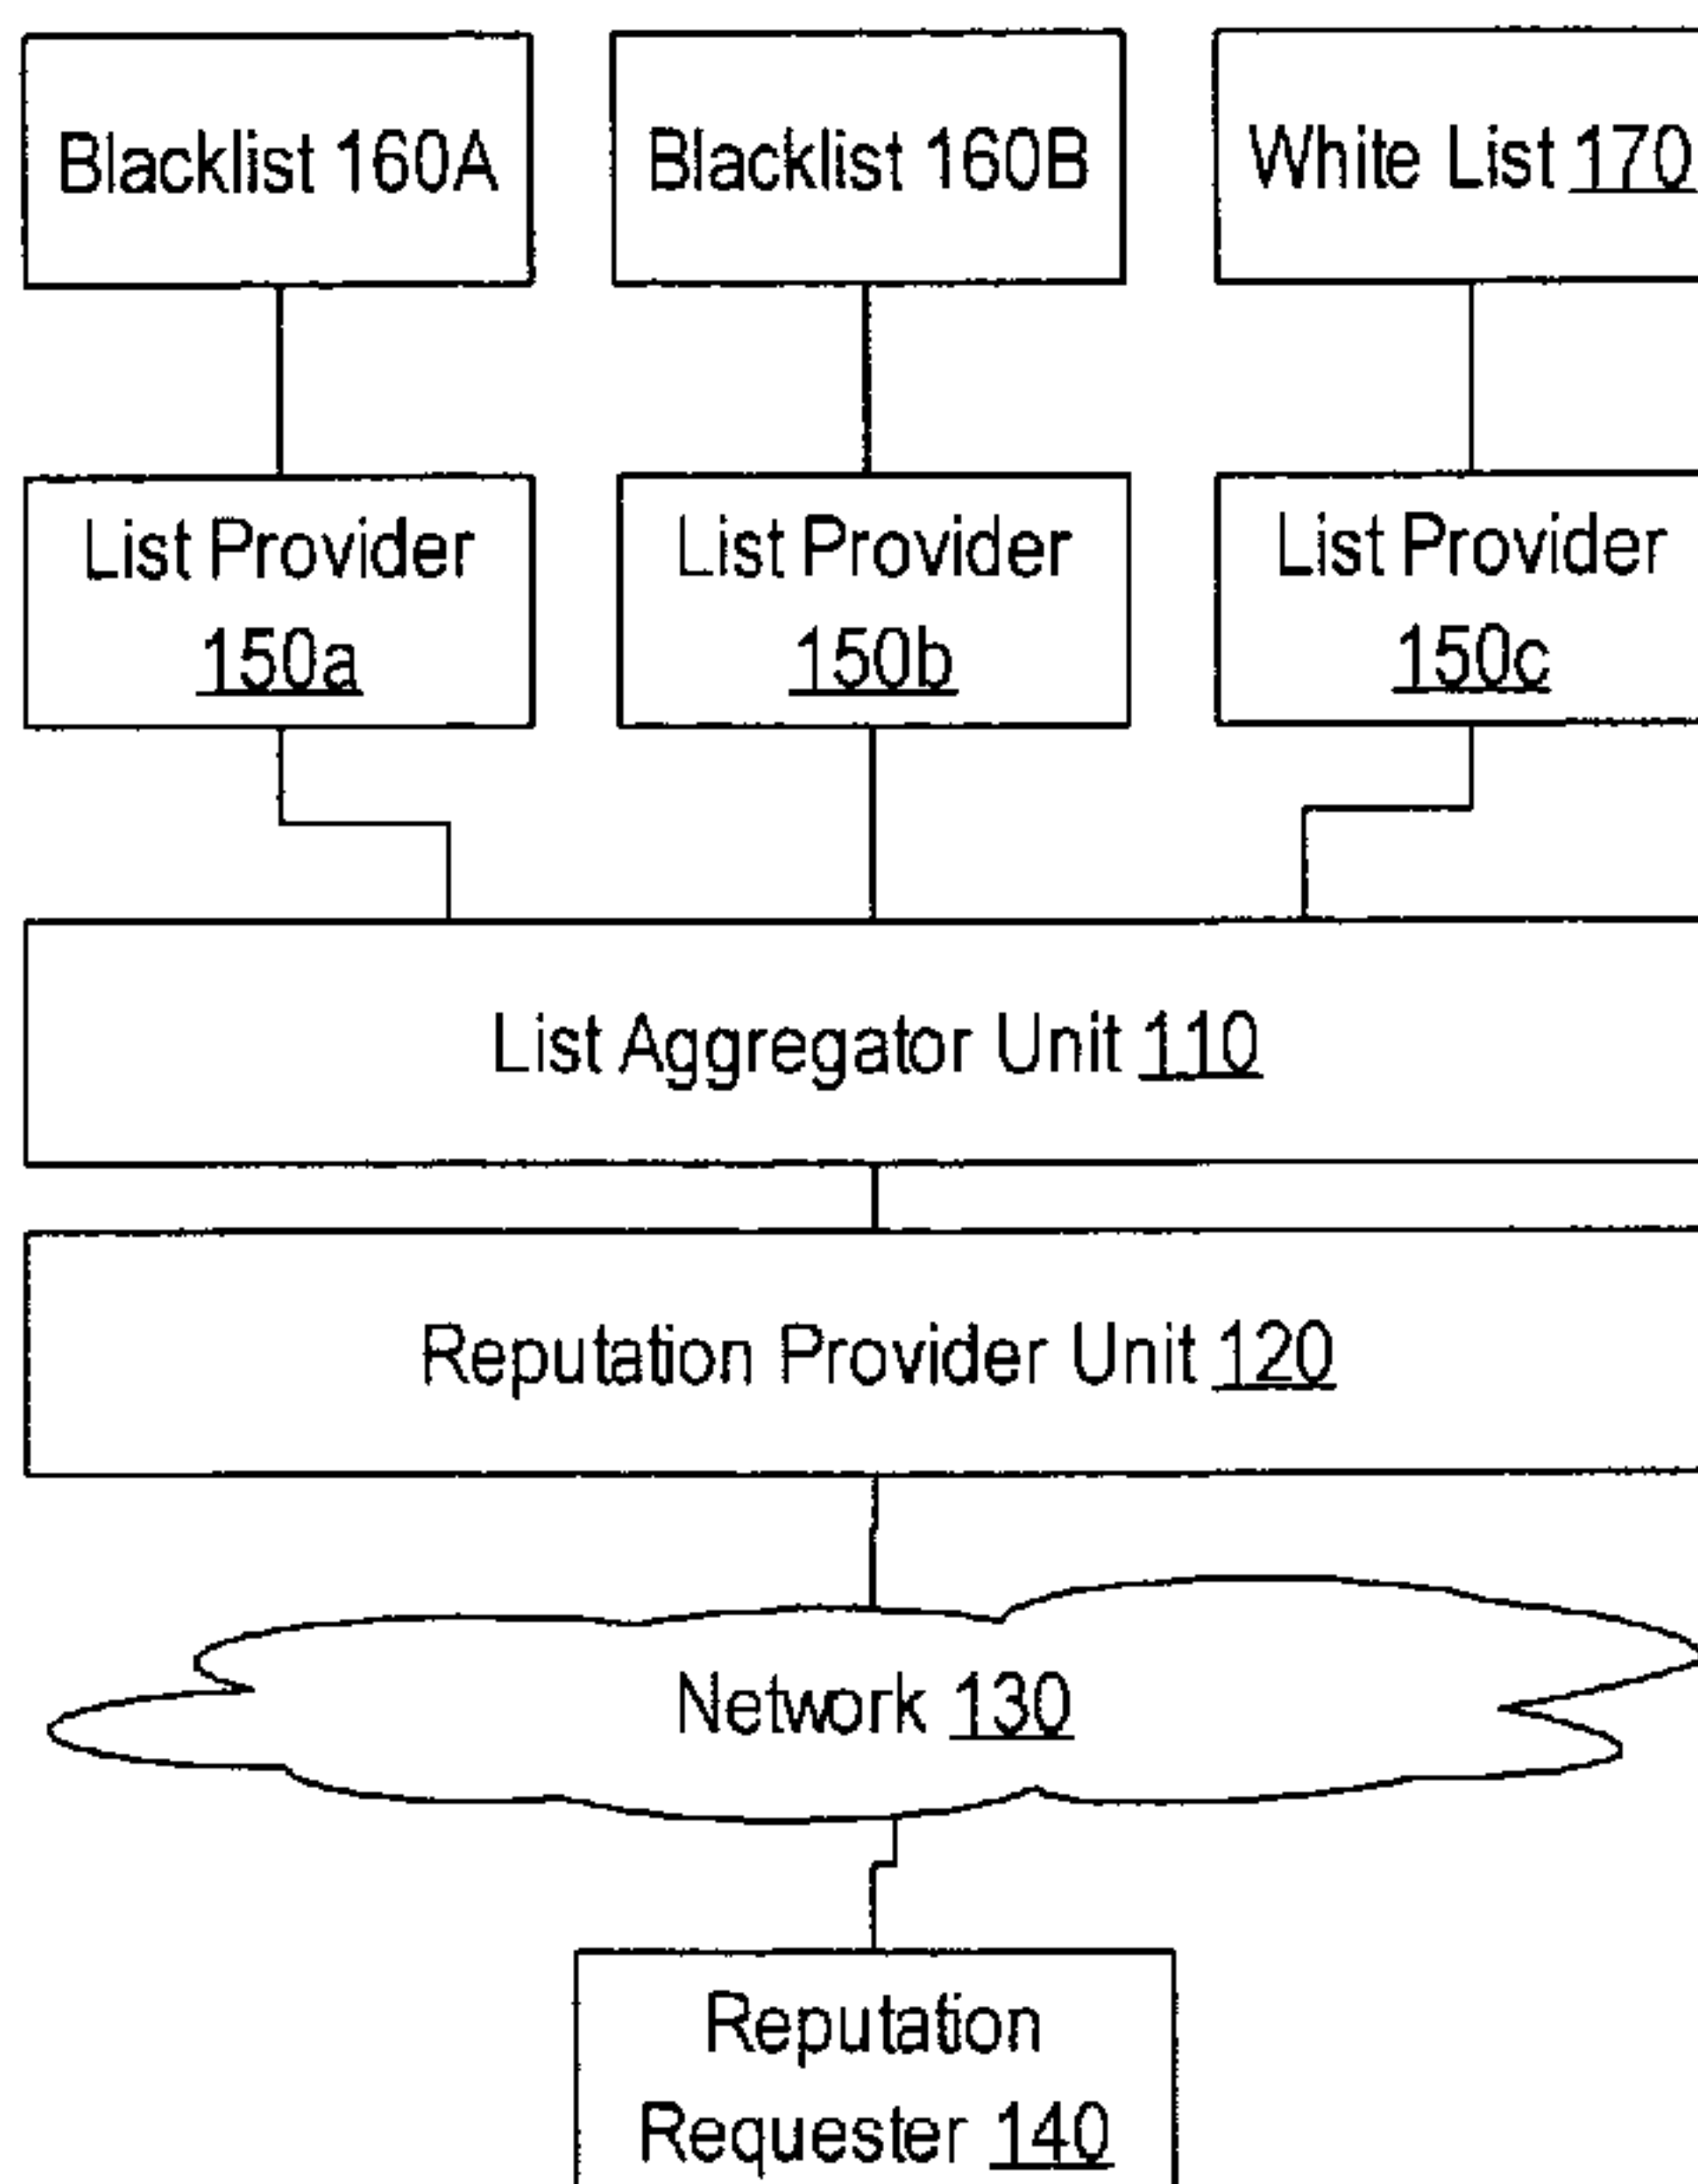 Blacklist 160A
Blacklist 160B
White List 170
List Provider
150a
List Provider
150b
List Provider
150c
List Aggregator Unit 110
Reputation Provider Unit 120
Network 130
Reputation
Requester 140